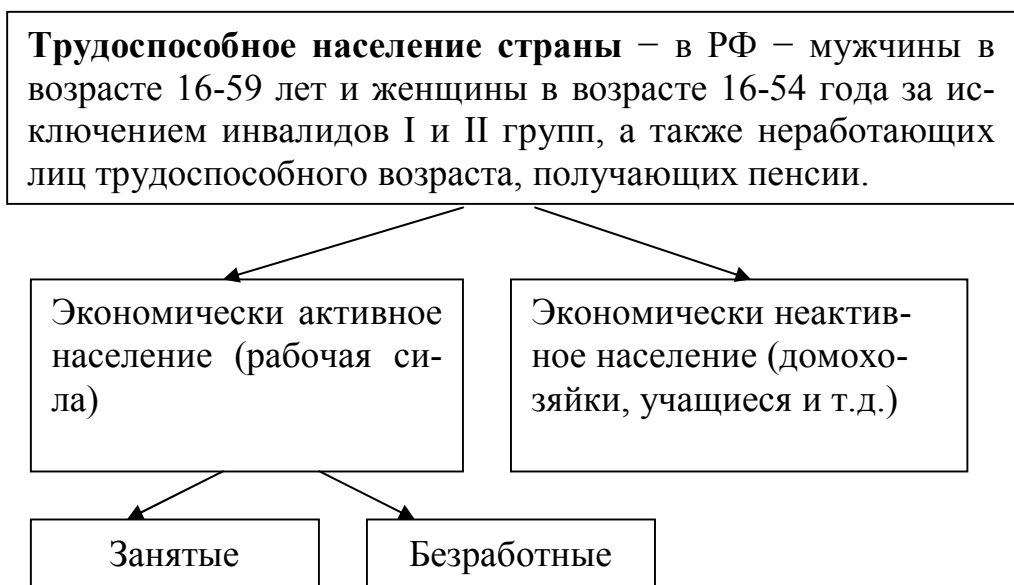 Трудоспособное население страны − в РФ − мужчины в
возрасте 16-59 лет и женщины в возрасте 16-54 года за ис-
ключением инвалидов I и II групп, а также неработающих
лиц трудоспособного возраста, получающих пенсии.
Экономически активное
население (рабочая си-
ла)
Экономически неактив-
ное население (домохо-
зяйки, учащиеся и т.д.)
Занятые
Безработные